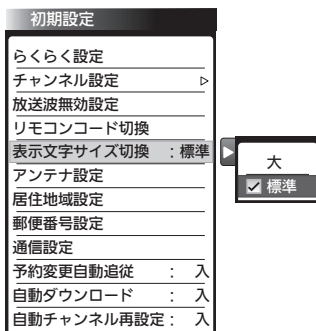 初期設定
らくらく設定
チャンネル設定
放送波無効設定
リモコンコード切換
表示文字サイズ切換 : 標準
大
標準
アンテナ設定
居住地域設定
郵便番号設定
通信設定
予約変更自動追従 : 入
自動ダウンロード : 入
自動チャンネル再設定 : 入